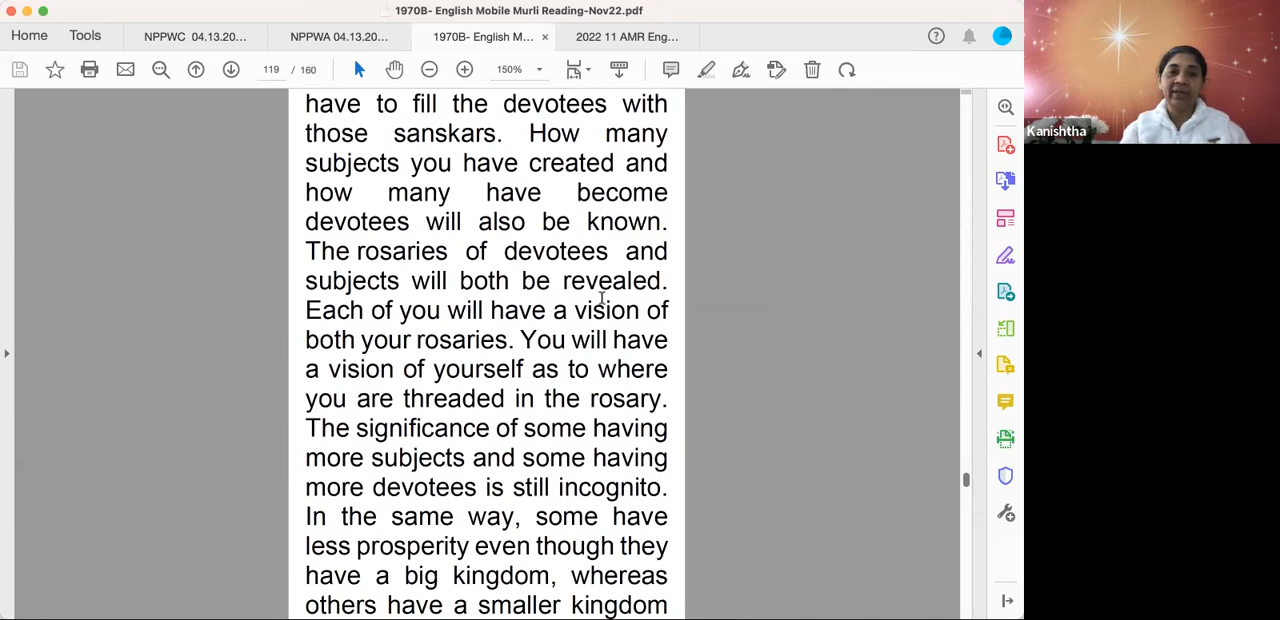 1970B- English Mobile Murli Reading-Nov22.pdf
Home
Tools
NPPWC 04.13.20...
NPPWA 04.13.20...
1970B- English M... ×
2022 11 AMR Eng...
119 / 160
150%
have to fill the devotees with
those sanskars. How many
subjects you have created and
how many have become
devotees will also be known.
The rosaries of devotees and
subjects will both be revealed.
Each of you will have a vision of
both your rosaries. You will have
a vision of yourself as to where
you are threaded in the rosary.
The significance of some having
more subjects and some having
more devotees is still incognito.
In the same way, some have
less prosperity even though they
have a big kingdom, whereas
others have a smaller kingdom
Kanishtha